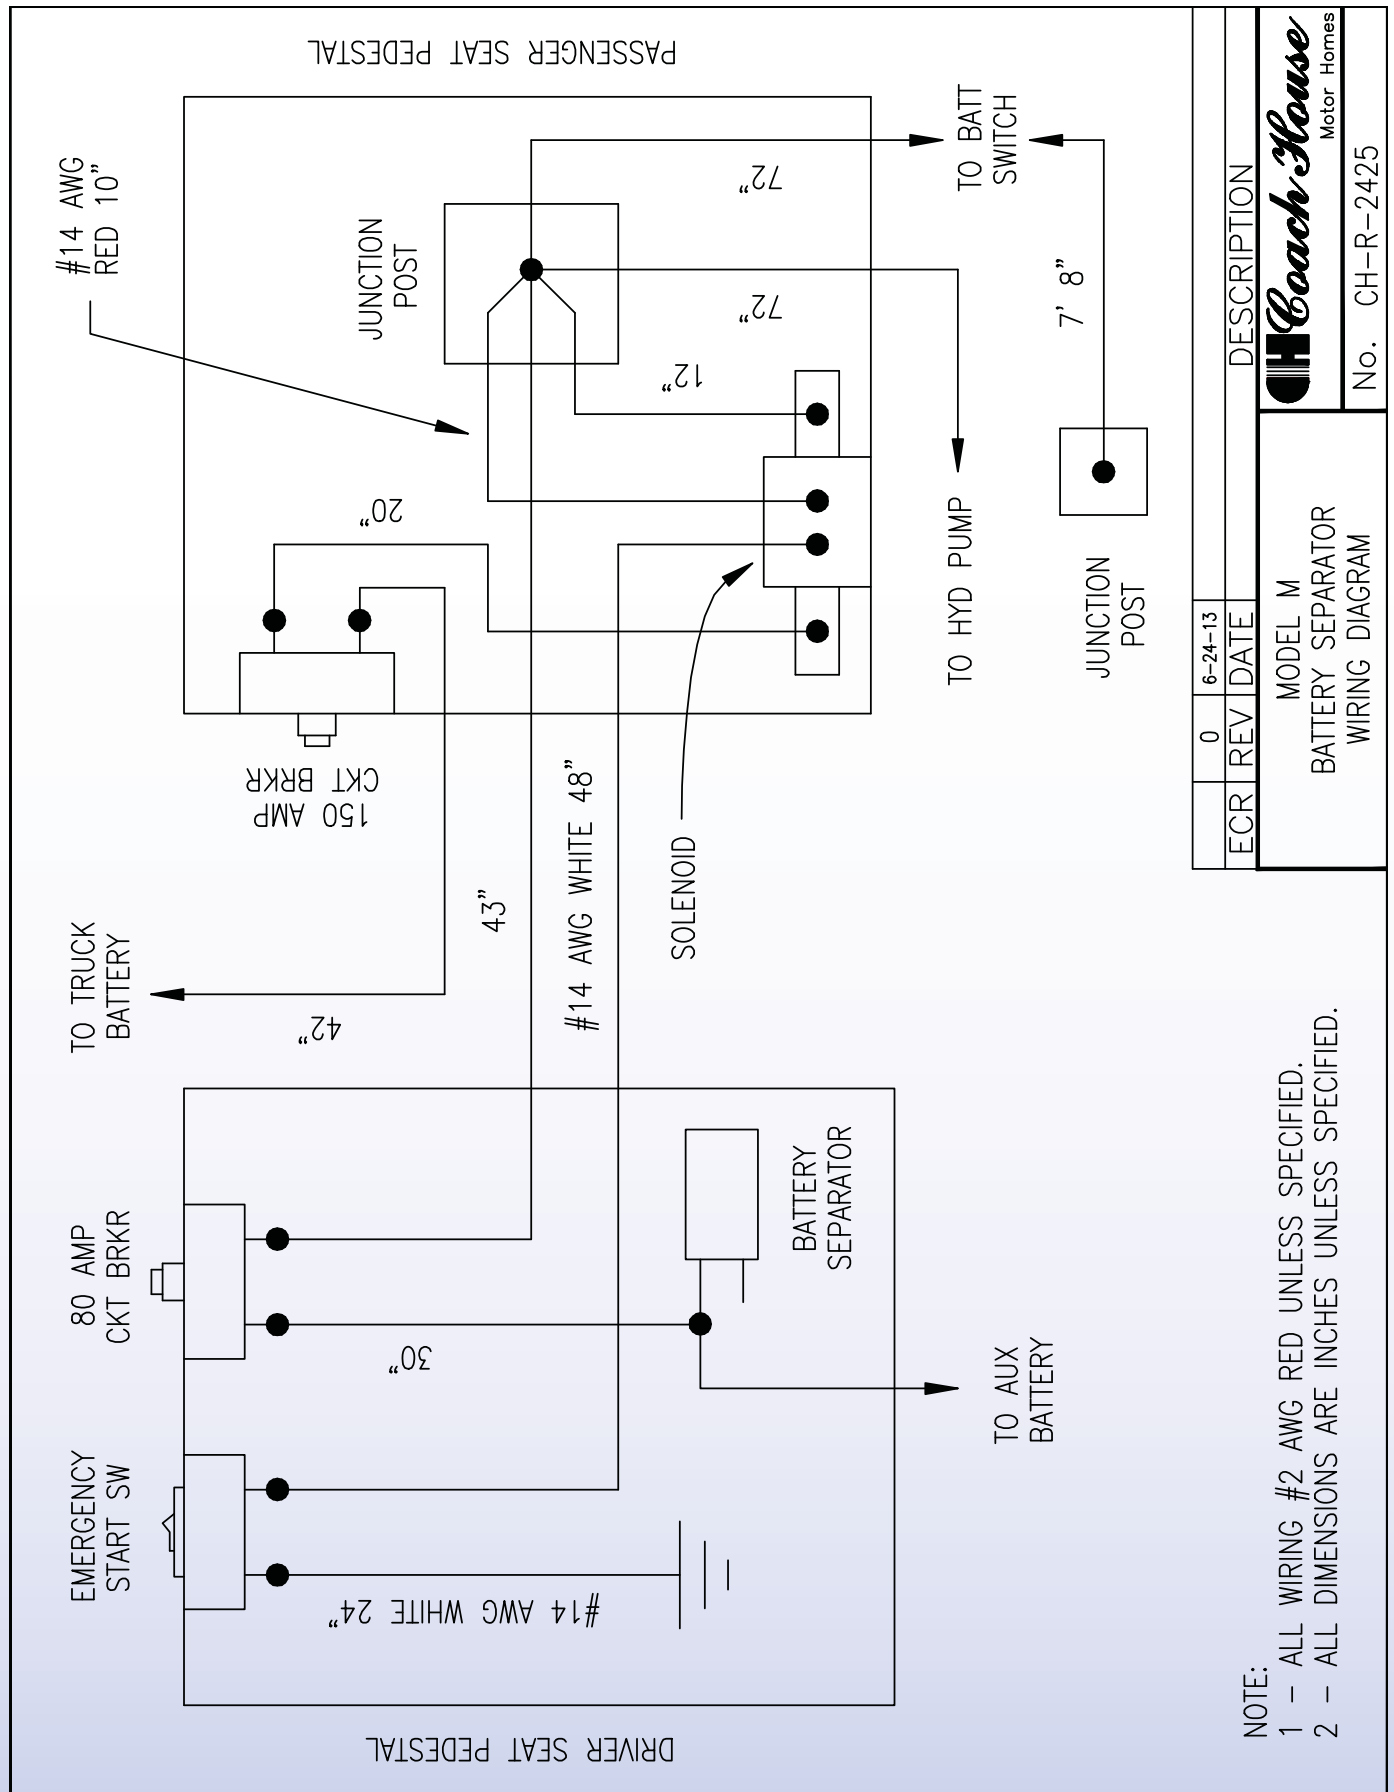 EMERGENCY
START SW
80 AMP
CKT BRKR
TO TRUCK
BATTERY
150 AMP
CKT BRKR
#14 AWG
RED 10”
DRIVER SEAT PEDESTAL
#14 AWG WHITE 24”
30”
42”
43”
#14 AWG WHITE 48”
20”
JUNCTION
POST
12”
72”
72”
PASSENGER SEAT PEDESTAL
SOLENOID
BATTERY
SEPARATOR
TO AUX
BATTERY
TO HYD PUMP
TO BATT
SWITCH
7’ 8”
JUNCTION
POST
NOTE:
1 – ALL WIRING #2 AWG RED UNLESS SPECIFIED.
2 – ALL DIMENSIONS ARE INCHES UNLESS SPECIFIED.
0 6-24-13
ECR REV DATE DESCRIPTION
MODEL M
BATTERY SEPARATOR
WIRING DIAGRAM
H Coach House
Motor Homes
No. CH-R-2425